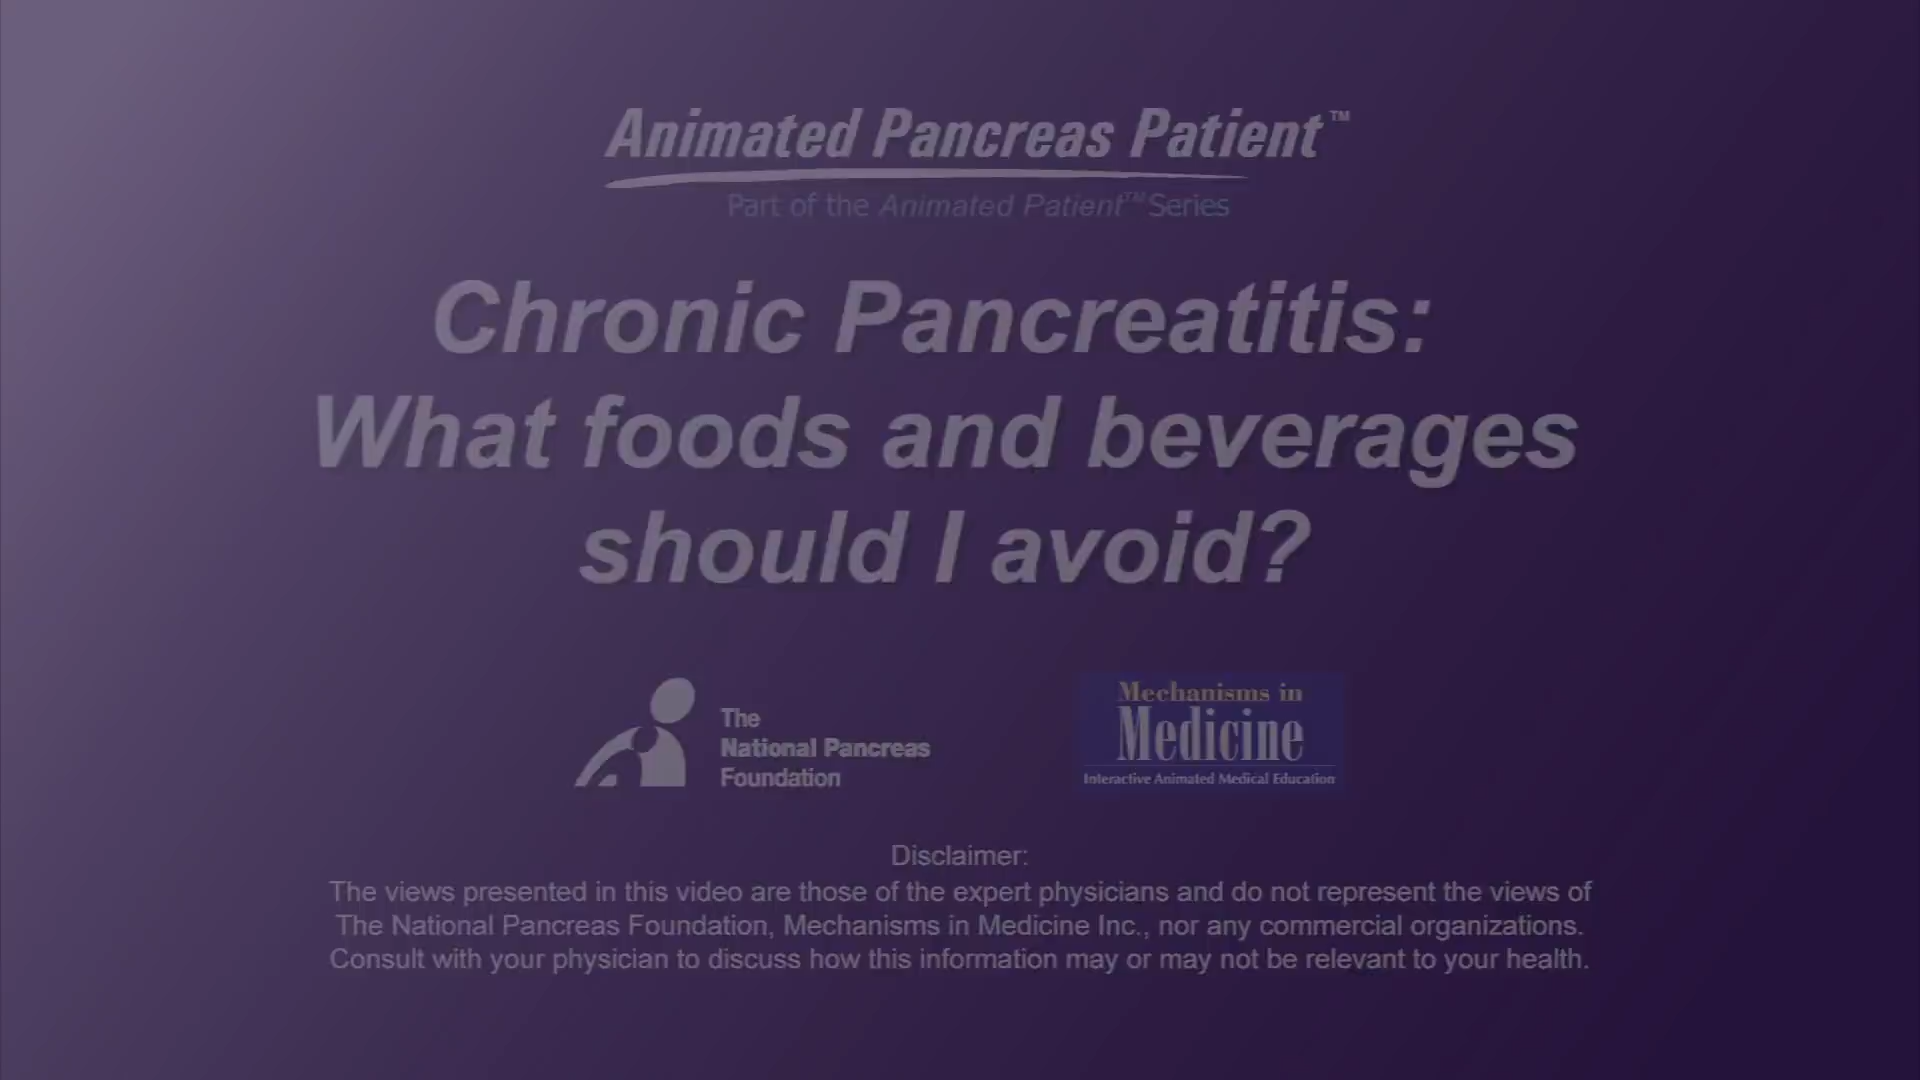 Animated Pancreas Patient™
Part of the Animated Patient™ Series
Chronic Pancreatitis:
What foods and beverages
should I avoid?
The
National Pancreas
Foundation
Mechanisms in
Medicine
Interactive Animated Medical Education
Disclaimer:
The views presented in this video are those of the expert physicians and do not represent the views of
The National Pancreas Foundation, Mechanisms in Medicine Inc., nor any commercial organizations.
Consult with your physician to discuss how this information may or may not be relevant to your health.